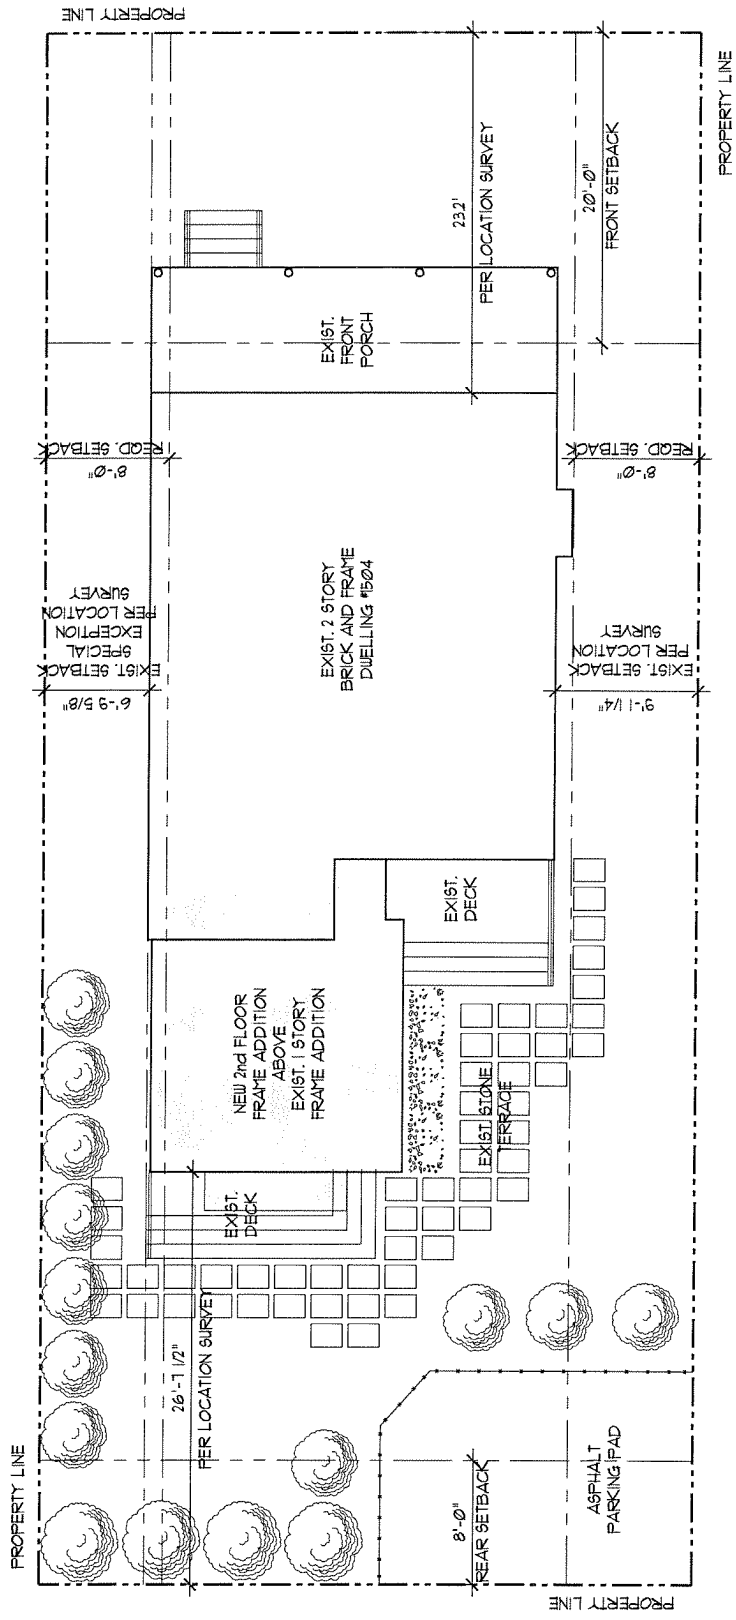 PROPERTY LINE
PROPERTY LINE
23.2'
PER LOCATION SURVEY
20'-0"
FRONT SETBACK
EXIST.
FRONT
PORCH
8'-0"
REQD. SETBACK
8'-0"
REQD. SETBACK
6'-9 5/8"
EXIST. SETBACK
SPECIAL
EXCEPTION
PER LOCATION
SURVEY
EXIST. 2 STORY
BRICK AND FRAME
DWELLING #1504
9'-1 1/4"
EXIST. SETBACK
PER LOCATION
SURVEY
EXIST.
DECK
NEW 2nd FLOOR
FRAME ADDITION
ABOVE
EXIST. 1 STORY
FRAME ADDITION
EXIST STONE
TERRACE
EXIST.
DECK
26'-7 1/2"
PER LOCATION SURVEY
8'-0"
REAR SETBACK
ASPHALT
PARKING PAD
PROPERTY LINE
PROPERTY LINE